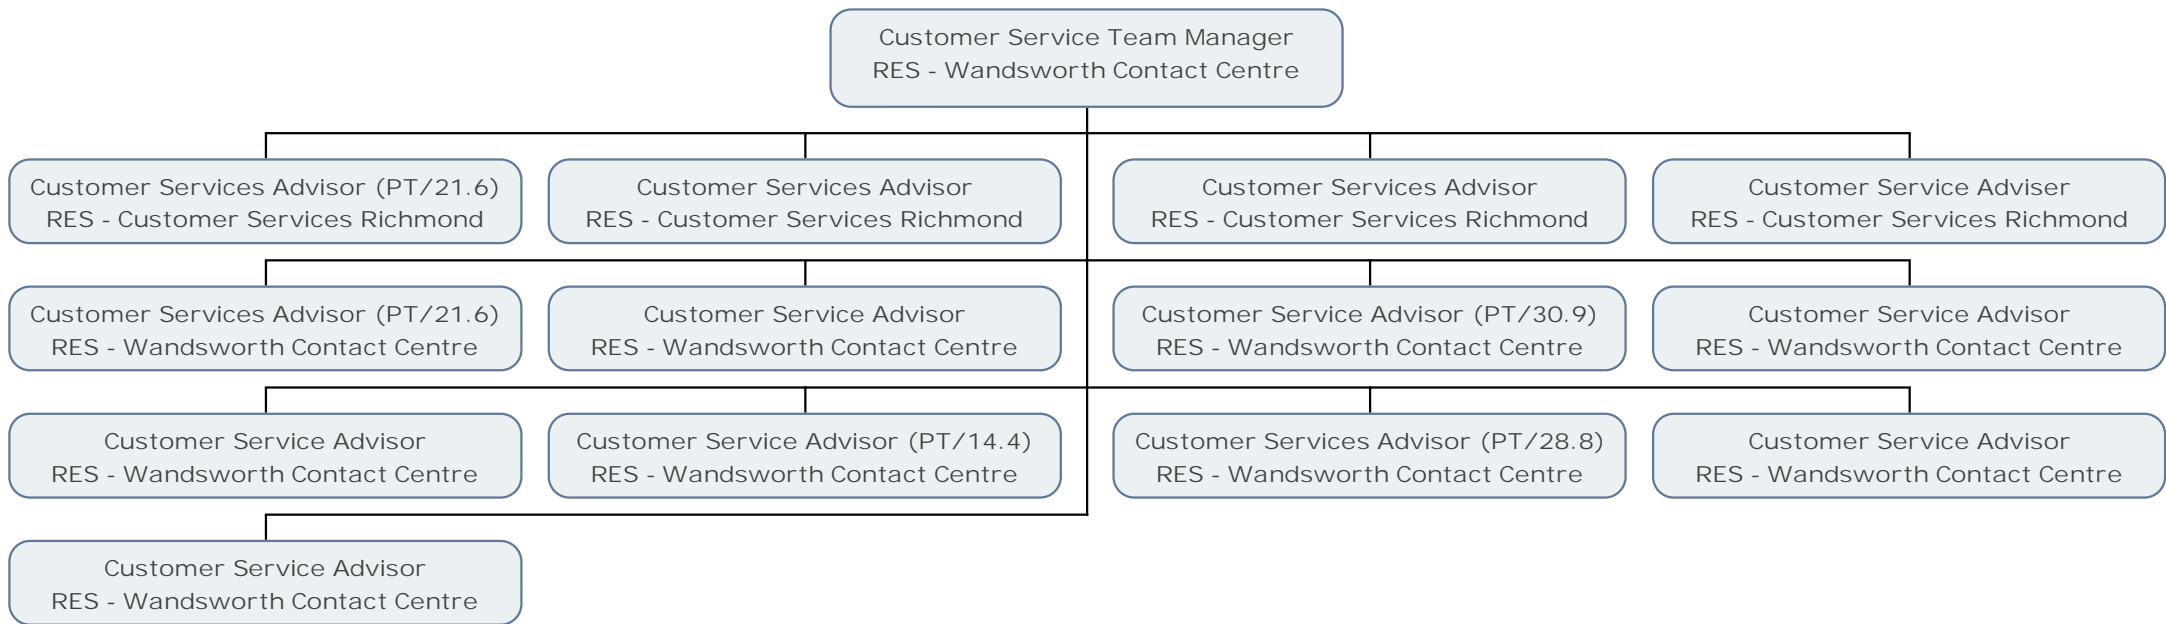 Customer Service Team Manager
RES - Wandsworth Contact Centre
Customer Services Advisor (PT/21.6)
RES - Customer Services Richmond
Customer Services Advisor
RES - Customer Services Richmond
Customer Services Advisor
RES - Customer Services Richmond
Customer Service Adviser
RES - Customer Services Richmond
Customer Services Advisor (PT/21.6)
RES - Wandsworth Contact Centre
Customer Service Advisor
RES - Wandsworth Contact Centre
Customer Service Advisor (PT/30.9)
RES - Wandsworth Contact Centre
Customer Service Advisor
RES - Wandsworth Contact Centre
Customer Service Advisor
RES - Wandsworth Contact Centre
Customer Service Advisor (PT/14.4)
RES - Wandsworth Contact Centre
Customer Services Advisor (PT/28.8)
RES - Wandsworth Contact Centre
Customer Service Advisor
RES - Wandsworth Contact Centre
Customer Service Advisor
RES - Wandsworth Contact Centre